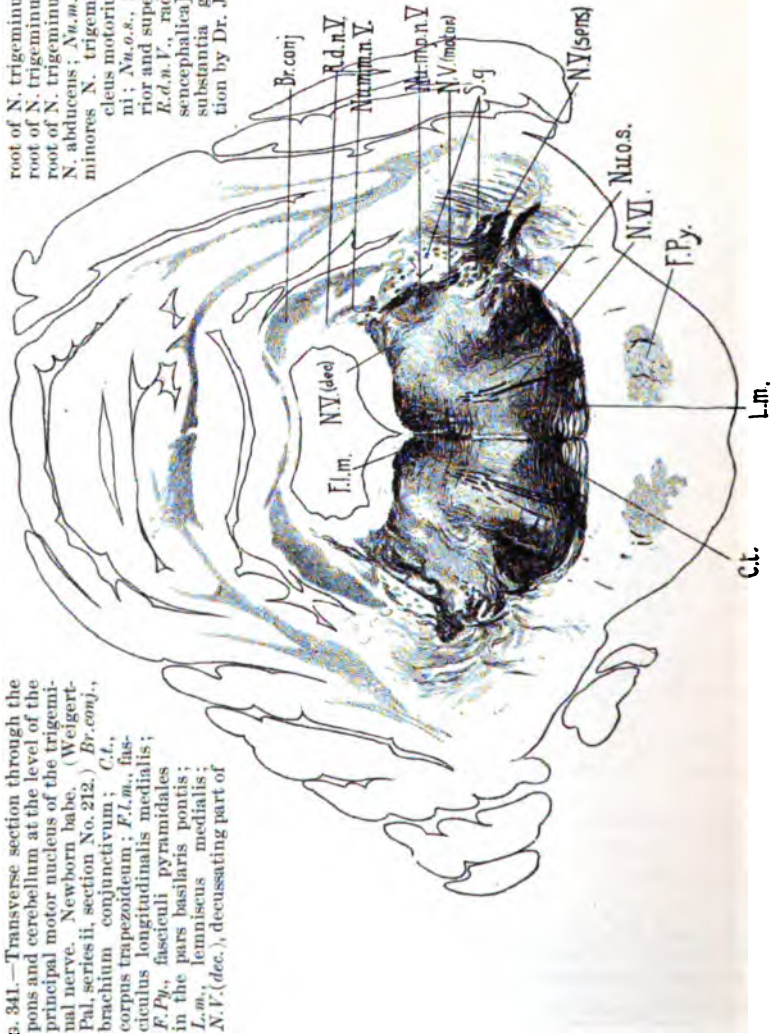 s. 341.—Transverse section through the
pons and cerebellum at the level of the
principal motor nucleus of the trigemi-
nal nerve. Newborn babe. (Weigert-
Pal, series ii, section No. 212.) Br.conj.,
brachium conjunctivum; C.t.,
corpus trapezoideum; F.l.m., fas-
ciculus longitudinalis medialis;
F.Py., fasciculi pyramidales
in the pars basilaris pontis;
L.m., lemniscus medialis;
N.V.(dec.), decussating part of
root of N. trigeminu
root of N. trigeminu
root of N. trigeminu
N. abducens; Nu.m.
minores N. trigem
cleus motoriu
ni; Nu.o.s.,
rior and supe
R.d.n.V., rad
sencephalica
substantia g
tion by Dr. J
Br.conj
R.d.n.V.
Nu.m.m.n.V.
Nu.m.p.n.V
N.V.(motor)
S.g
N.V(sens)
N.V.(dec)
F.l.m.
Nu.o.s.
N.VI.
F.Py.
L.m.
C.t.